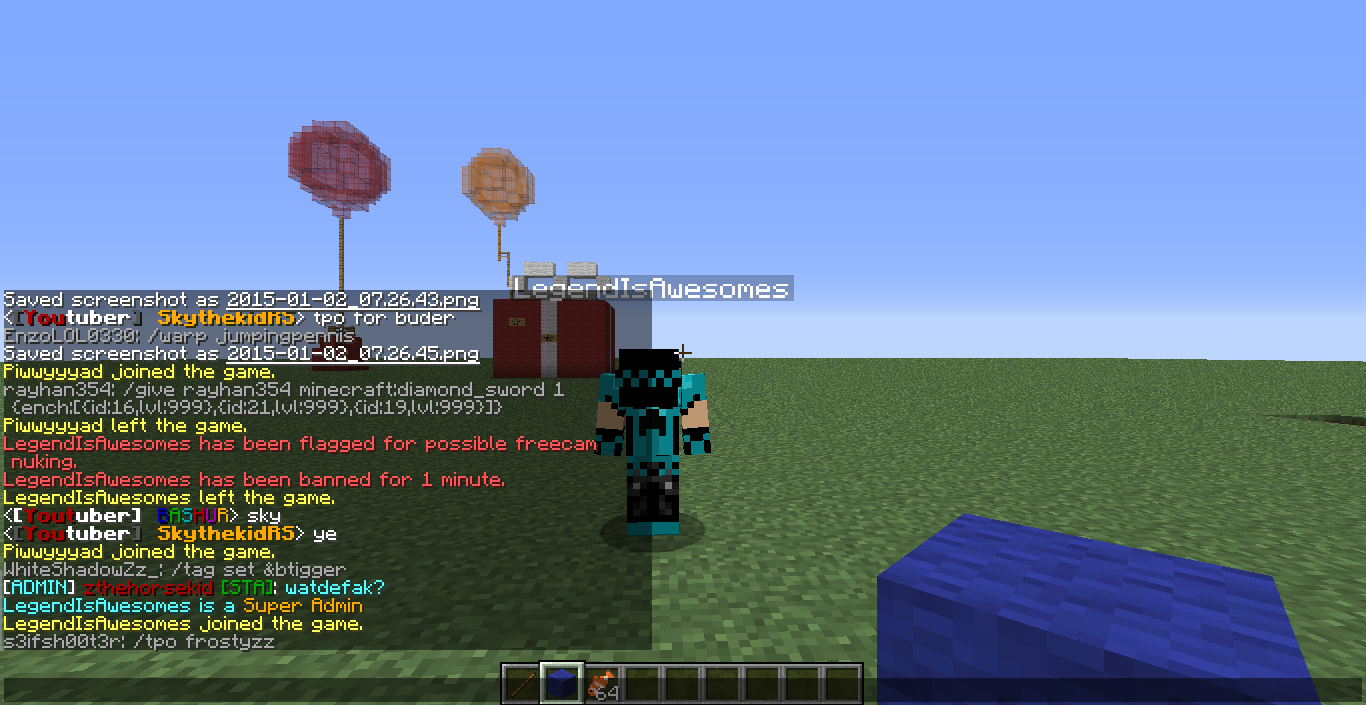 LegendIsAwesomes
Saved screenshot as 2015-01-02_07.26.43.png
<[Youtuber] SkythekidRS> tpo for buder
EnzoLOL0330: /warp jumpingpennis
Saved screenshot as 2015-01-02_07.26.45.png
Piwwyyyad joined the game.
rayhan354: /give rayhan354 minecraft:diamond_sword 1
{ench:[{id:16,lvl:999},{id:21,lvl:999},{id:19,lvl:999}]}
Piwwyyyad left the game.
LegendIsAwesomes has been flagged for possible freecam
nuking.
LegendIsAwesomes has been banned for 1 minute.
LegendIsAwesomes left the game.
<[Youtuber] BASHUR> sky
<[Youtuber] SkythekidRS> ye
Piwwyyyad joined the game.
WhiteShadowZz_: /tag set &btigger
[ADMIN] zthehorsekid [STA]: watdefak?
LegendIsAwesomes is a Super Admin
LegendIsAwesomes joined the game.
s3ifsh00t3r: /tpo frostyzz
64